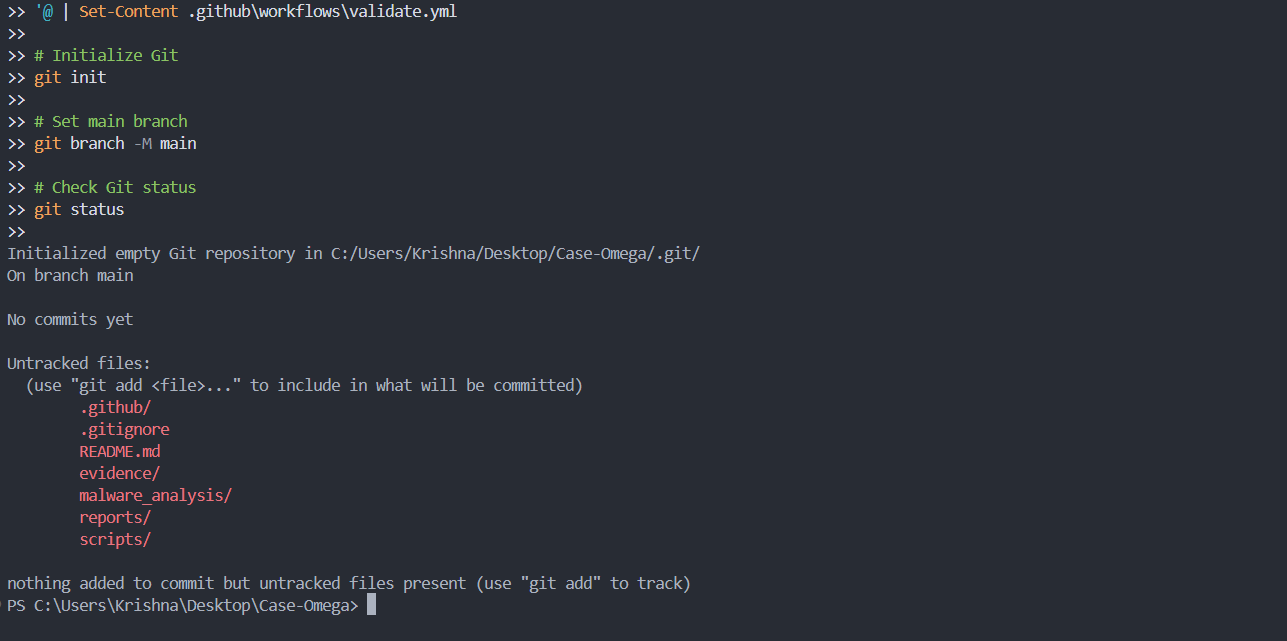 >> '@ | Set-Content .github\workflows\validate.yml
>>
>> # Initialize Git
>> git init
>>
>> # Set main branch
>> git branch -M main
>>
>> # Check Git status
>> git status
>>
Initialized empty Git repository in C:/Users/Krishna/Desktop/Case-Omega/.git/
On branch main
No commits yet
Untracked files:
  (use "git add <file>..." to include in what will be committed)
        .github/
        .gitignore
        README.md
        evidence/
        malware_analysis/
        reports/
        scripts/
nothing added to commit but untracked files present (use "git add" to track)
PS C:\Users\Krishna\Desktop\Case-Omega>